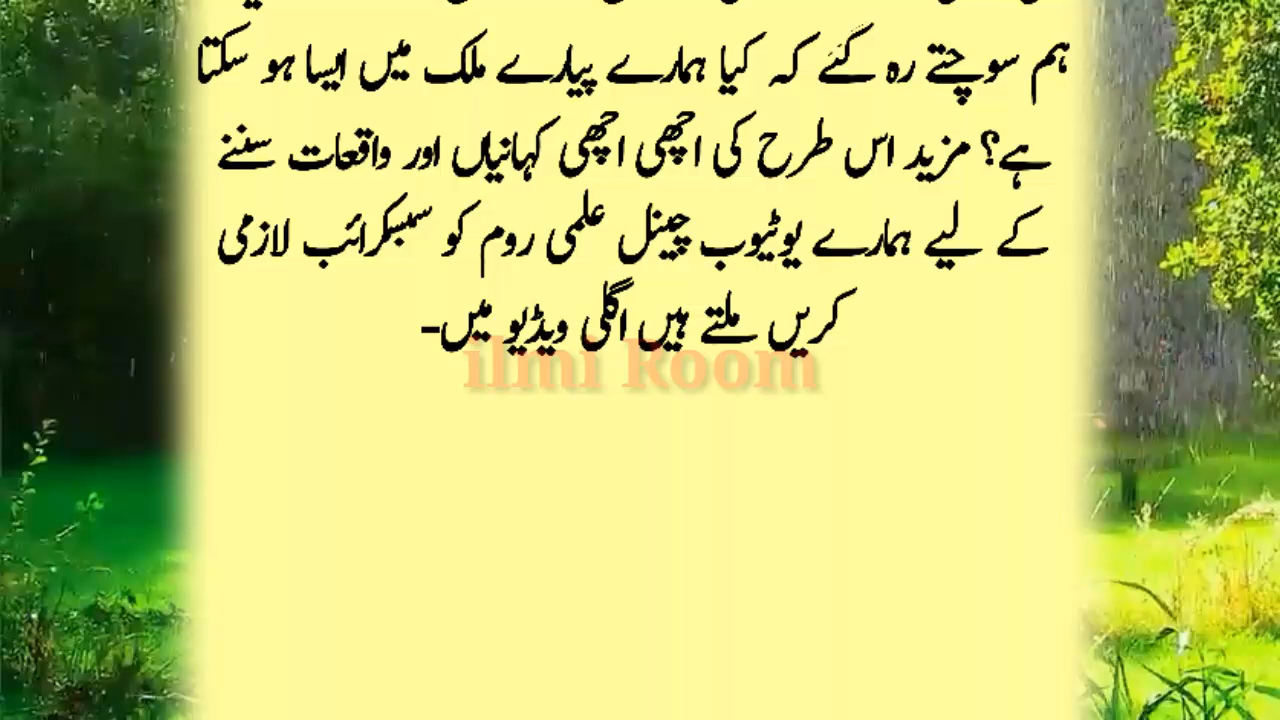 ہم سوچتے رہ گئے کہ کیا ہمارے پیارے ملک میں ایسا ہو سکتا
ہے؟ مزید اس طرح کی اچھی اچھی کہانیاں اور واقعات سننے
کے لیے ہمارے یوٹیوب چینل علمی روم کو سبسکرائب لازمی
کریں ملتے ہیں اگلی ویڈیو میں-
ilmi Room